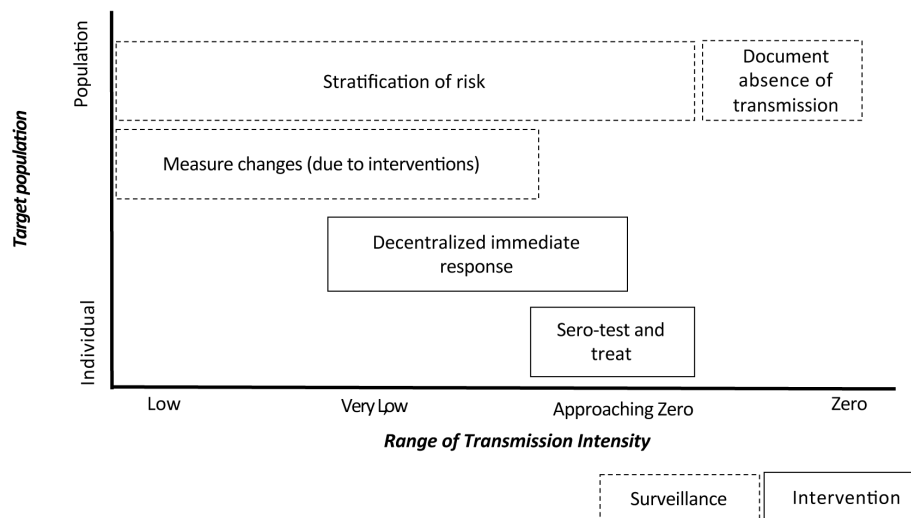 Population
Target population
Individual
Stratification of risk
Document
absence of
transmission
Measure changes (due to interventions)
Decentralized immediate
response
Sero-test and
treat
Low
Very Low
Approaching Zero
Zero
Range of Transmission Intensity
Surveillance
Intervention